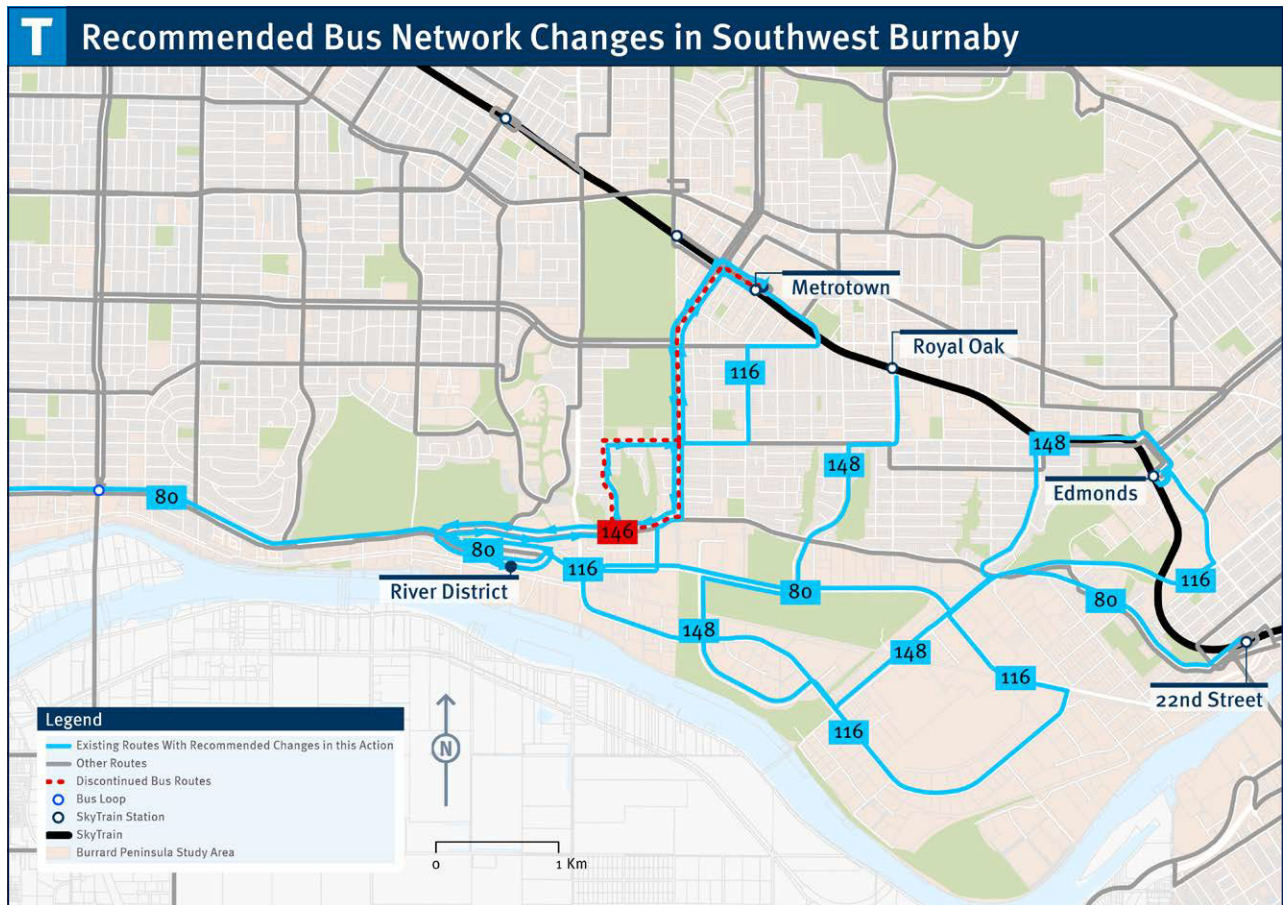 T Recommended Bus Network Changes in Southwest Burnaby
Metrotown
Royal Oak
116
148
148
Edmonds
80
146
80
116
80
116
80
River District
148
148
116
22nd Street
116
Legend
Existing Routes With Recommended Changes in this Action
Other Routes
Discontinued Bus Routes
Bus Loop
SkyTrain Station
SkyTrain
Burrard Peninsula Study Area
N
0 1 Km